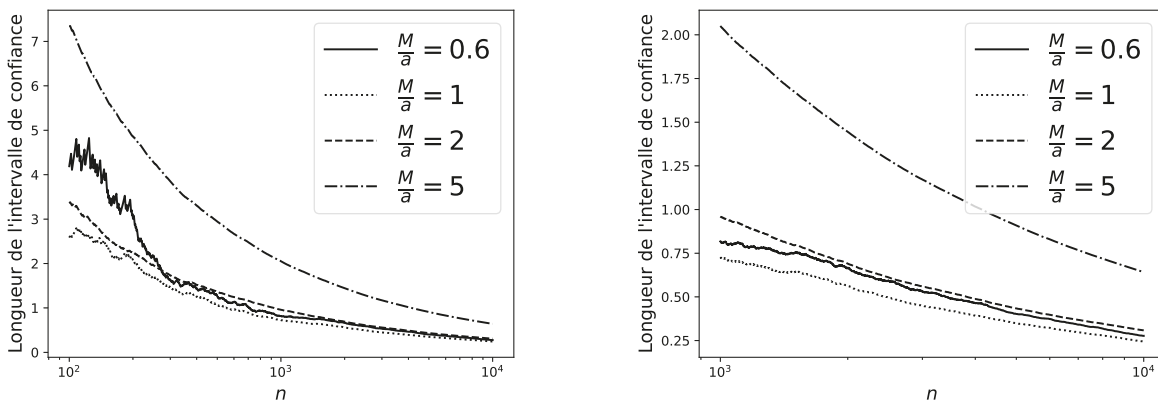 Longueur de l'intervalle de confiance
7
6
5
4
3
2
1
0
10²
10³
10⁴
n
M/a = 0.6
M/a = 1
M/a = 2
M/a = 5
Longueur de l'intervalle de confiance
2.00
1.75
1.50
1.25
1.00
0.75
0.50
0.25
10³
10⁴
n
M/a = 0.6
M/a = 1
M/a = 2
M/a = 5